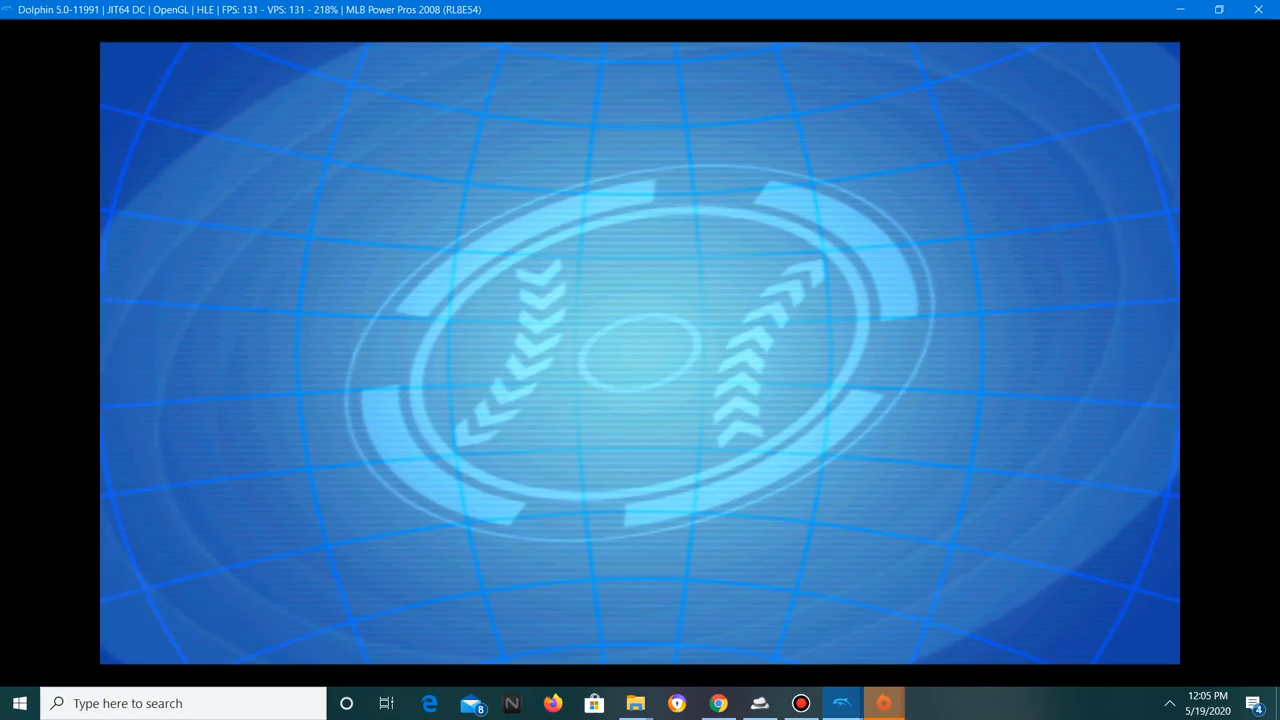 Dolphin 5.0-11991 | JIT64 DC | OpenGL | HLE | FPS: 131 - VPS: 131 - 218% | MLB Power Pros 2008 (RL8E54)
Type here to search
8
N
12:05 PM
5/19/2020
4